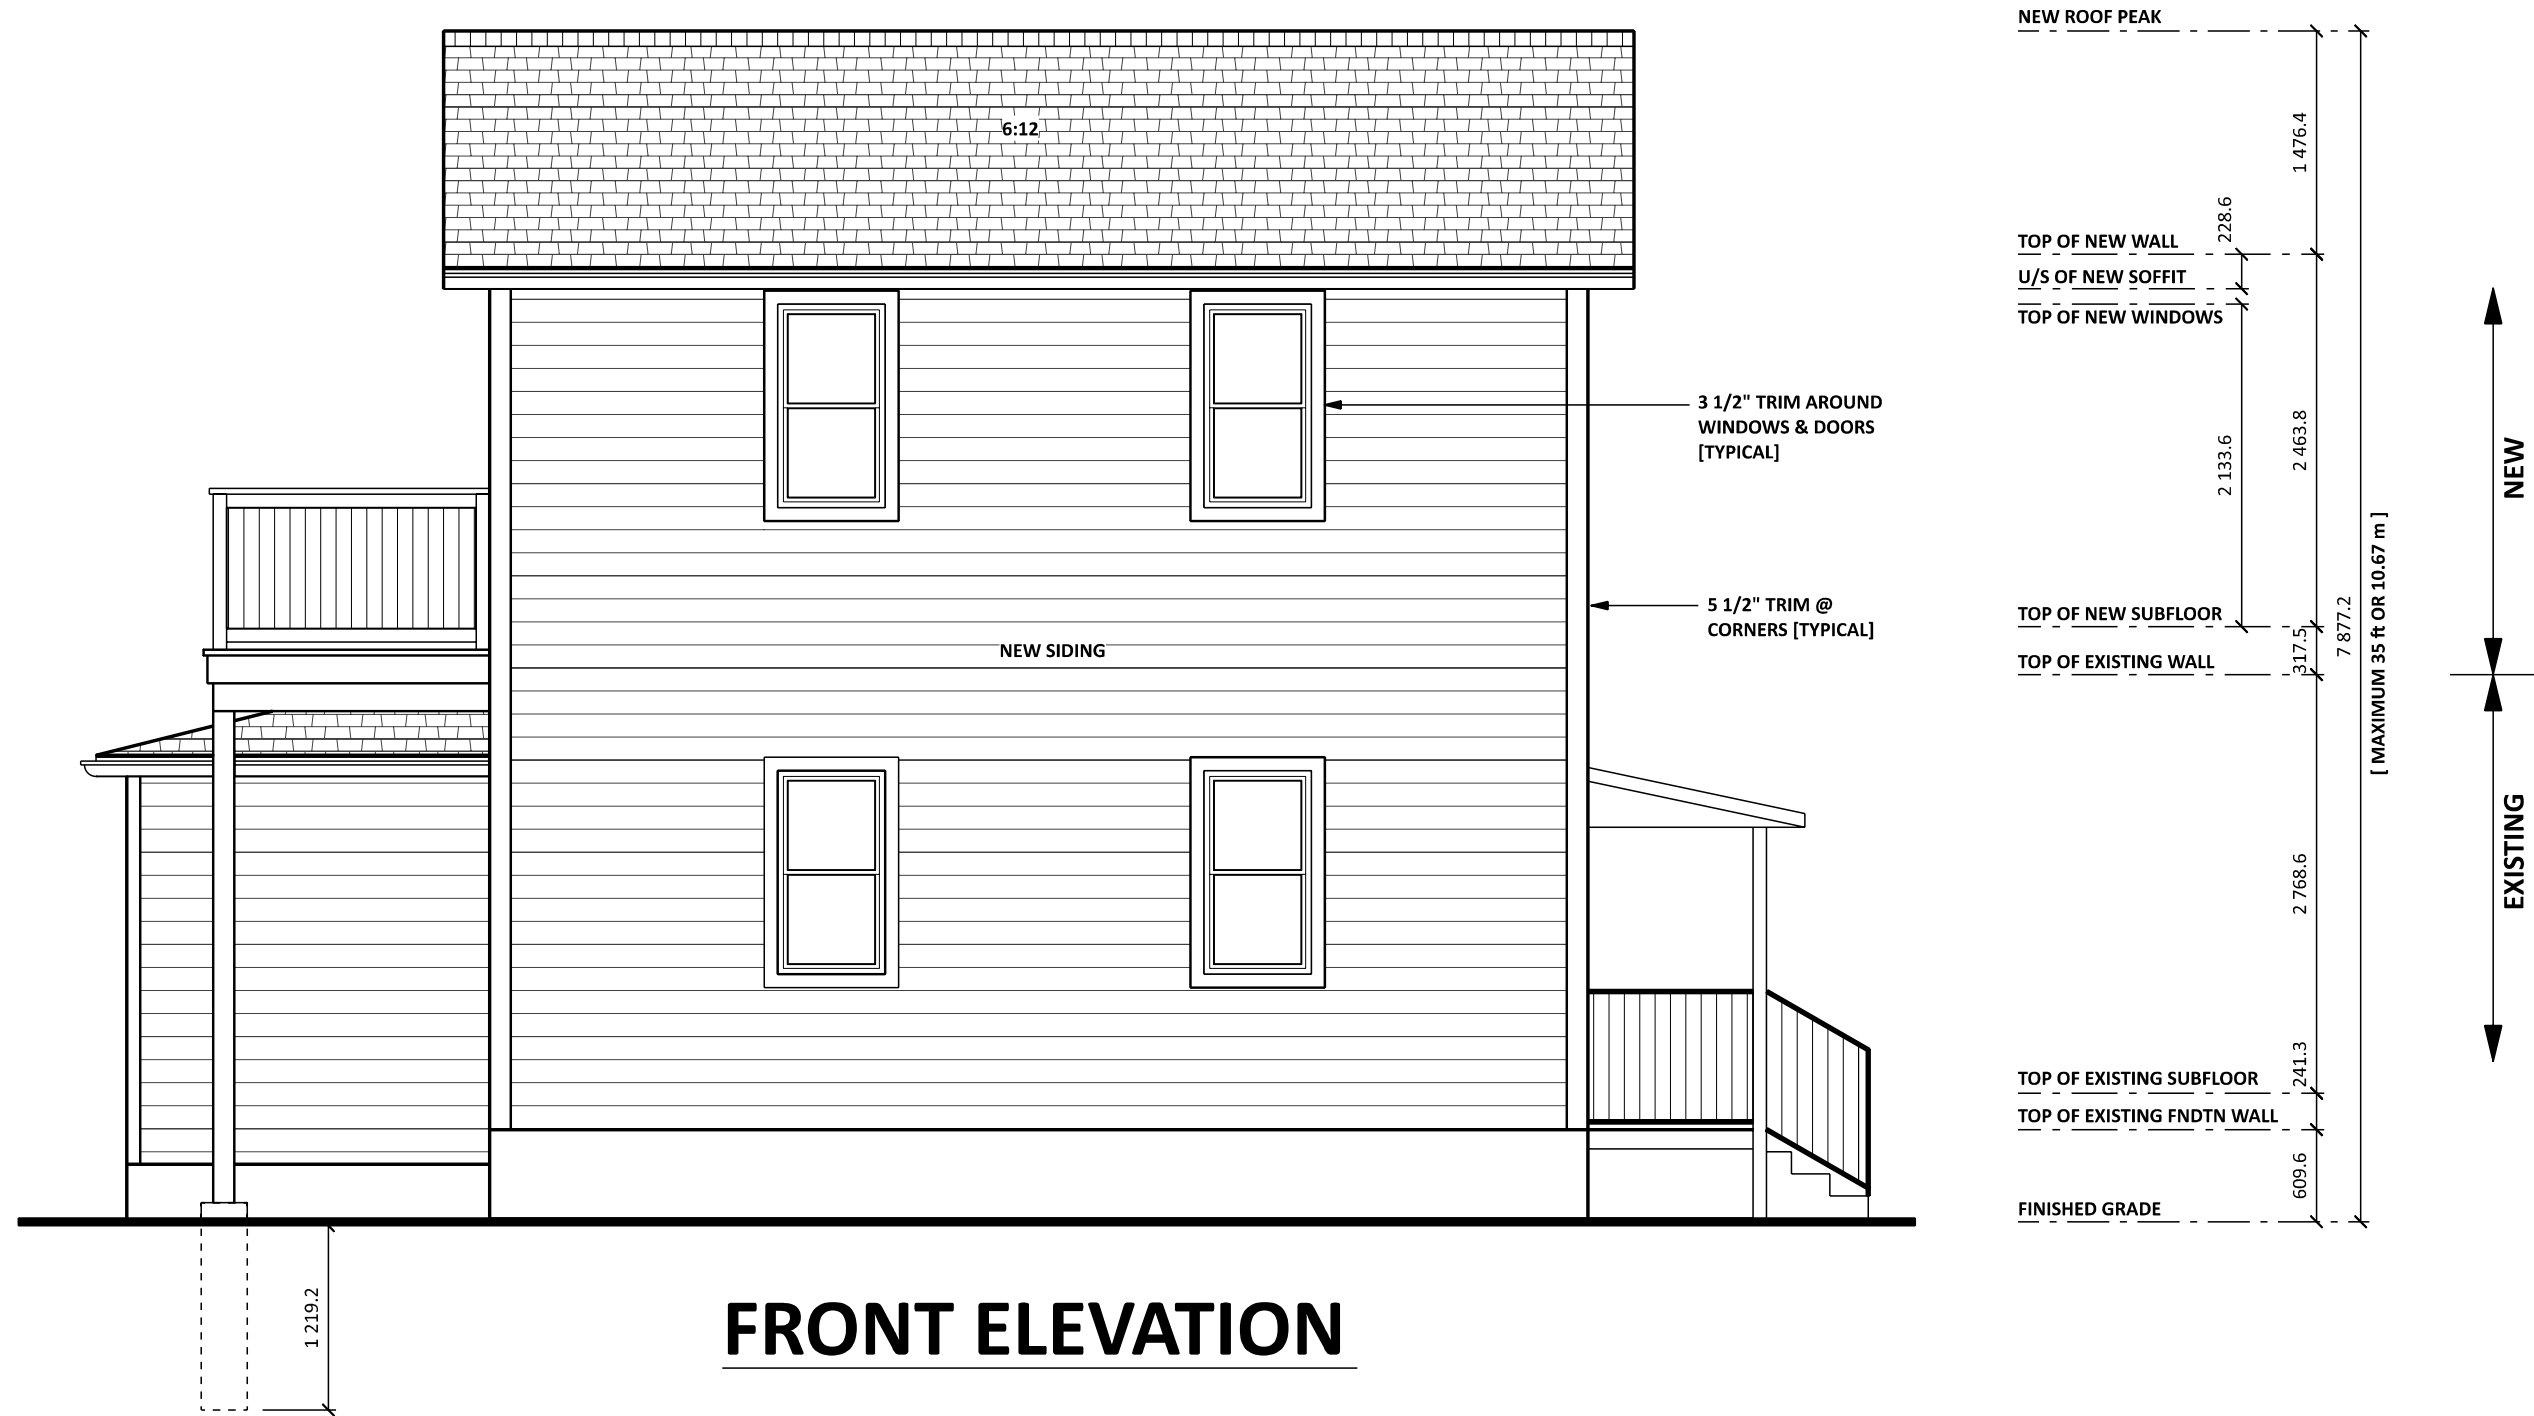 NEW ROOF PEAK
6:12
1 476.4
228.6
TOP OF NEW WALL
U/S OF NEW SOFFIT
TOP OF NEW WINDOWS
3 1/2" TRIM AROUND
WINDOWS & DOORS
[TYPICAL]
2 133.6
2 463.8
NEW
5 1/2" TRIM @
CORNERS [TYPICAL]
NEW SIDING
TOP OF NEW SUBFLOOR
317.5
7 877.2
[ MAXIMUM 35 ft OR 10.67 m ]
TOP OF EXISTING WALL
2 768.6
EXISTING
TOP OF EXISTING SUBFLOOR
241.3
TOP OF EXISTING FNDTN WALL
609.6
FINISHED GRADE
1 219.2
FRONT ELEVATION